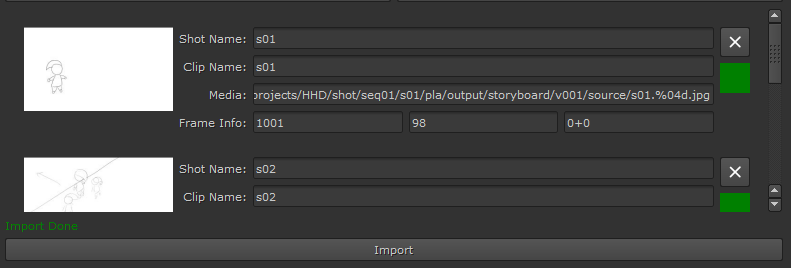 Shot Name: s01
Clip Name: s01
Media: projects/HHD/shot/seq01/s01/pla/output/storyboard/v001/source/s01.%04d.jpg
Frame Info: 1001 98 0+0
Shot Name: s02
Clip Name: s02
Import Done
Import